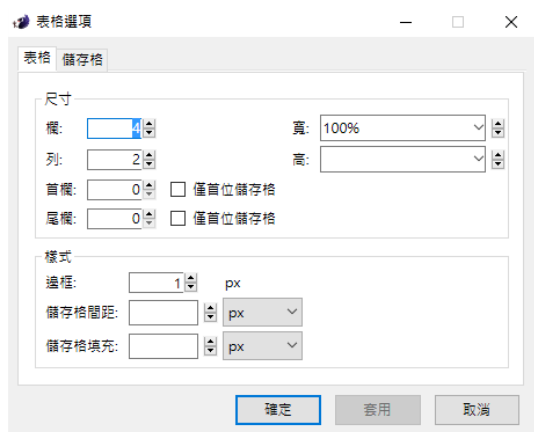 表格選項
表格 儲存格
尺寸
欄: 4 寬: 100%
列: 2 高:
首欄: 0 僅首位儲存格
尾欄: 0 僅首位儲存格
樣式
邊框: 1 px
儲存格間距: px
儲存格填充: px
確定 套用 取消